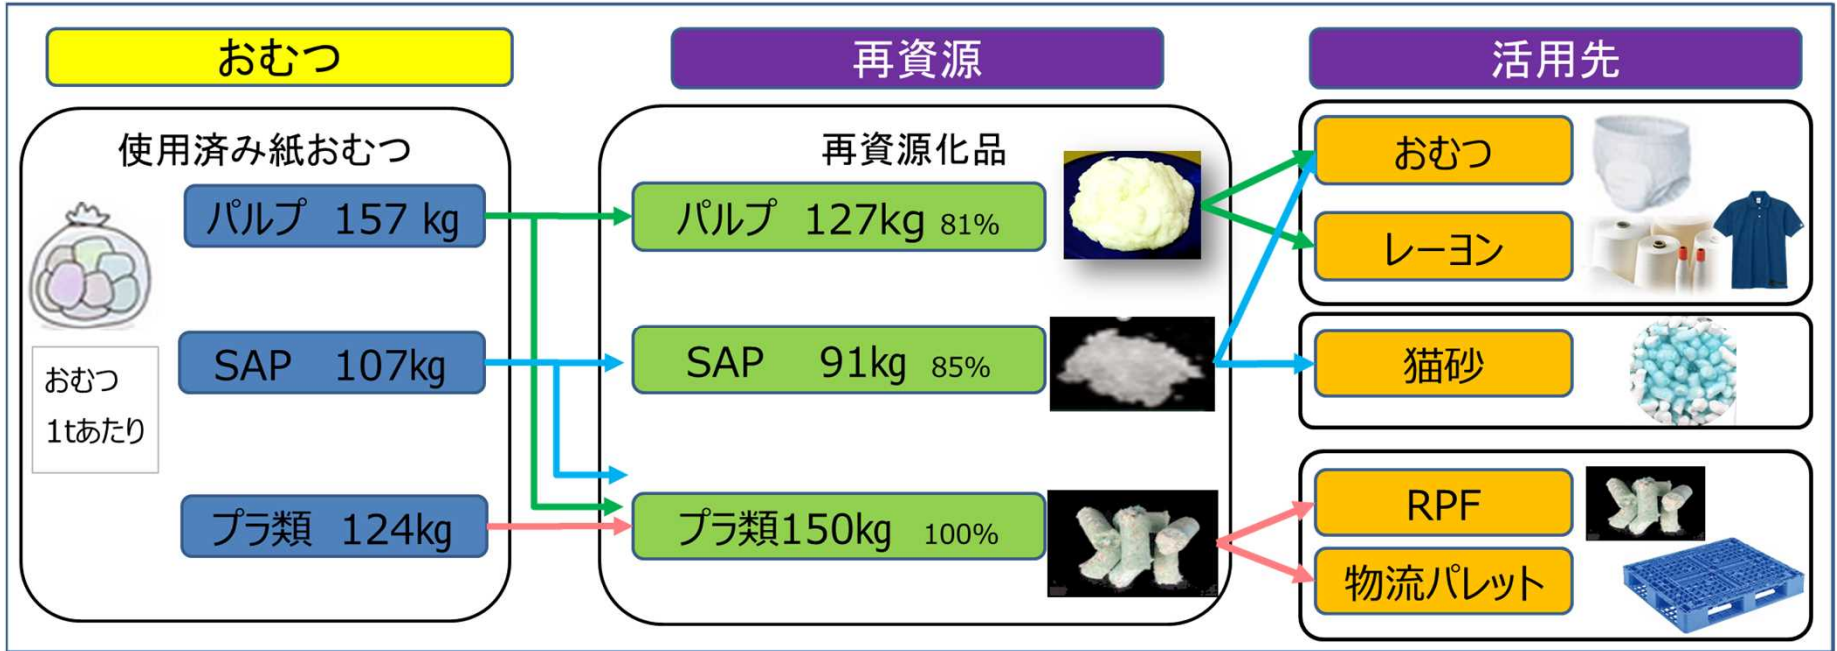 おむつ
再資源
活用先
使用済み紙おむつ
パルプ 157 kg
SAP 107kg
プラ類 124kg
おむつ
1tあたり
再資源化品
パルプ 127kg 81%
SAP 91kg 85%
プラ類150kg 100%
おむつ
レーヨン
猫砂
RPF
物流パレット